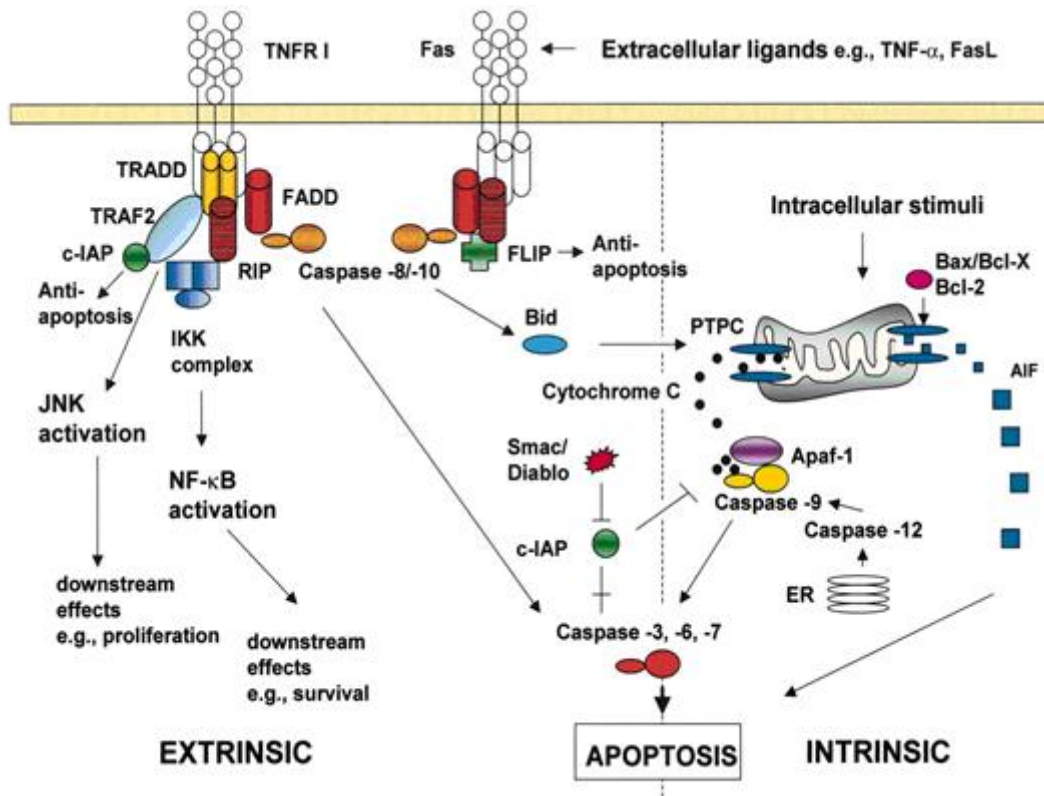 TNFR I
Fas
Extracellular ligands e.g., TNF-α, FasL
TRADD
FADD
TRAF2
c-IAP
RIP
Caspase -8/-10
FLIP
Anti-
apoptosis
Intracellular stimuli
Anti-
apoptosis
Bax/Bcl-X
Bcl-2
IKK
complex
Bid
PTPC
AIF
Cytochrome C
JNK
activation
Smac/
Diablo
Apaf-1
NF-κB
activation
Caspase -9
c-IAP
Caspase -12
ER
downstream
effects
e.g., proliferation
Caspase -3, -6, -7
downstream
effects
e.g., survival
EXTRINSIC
APOPTOSIS
INTRINSIC